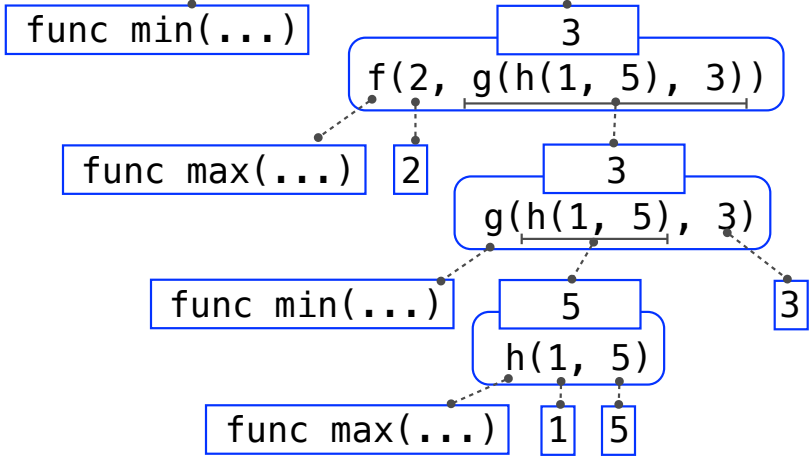 func min(...)
3
f(2, g(h(1, 5), 3))
func max(...)
2
3
g(h(1, 5), 3)
func min(...)
5
3
h(1, 5)
func max(...)
1
5